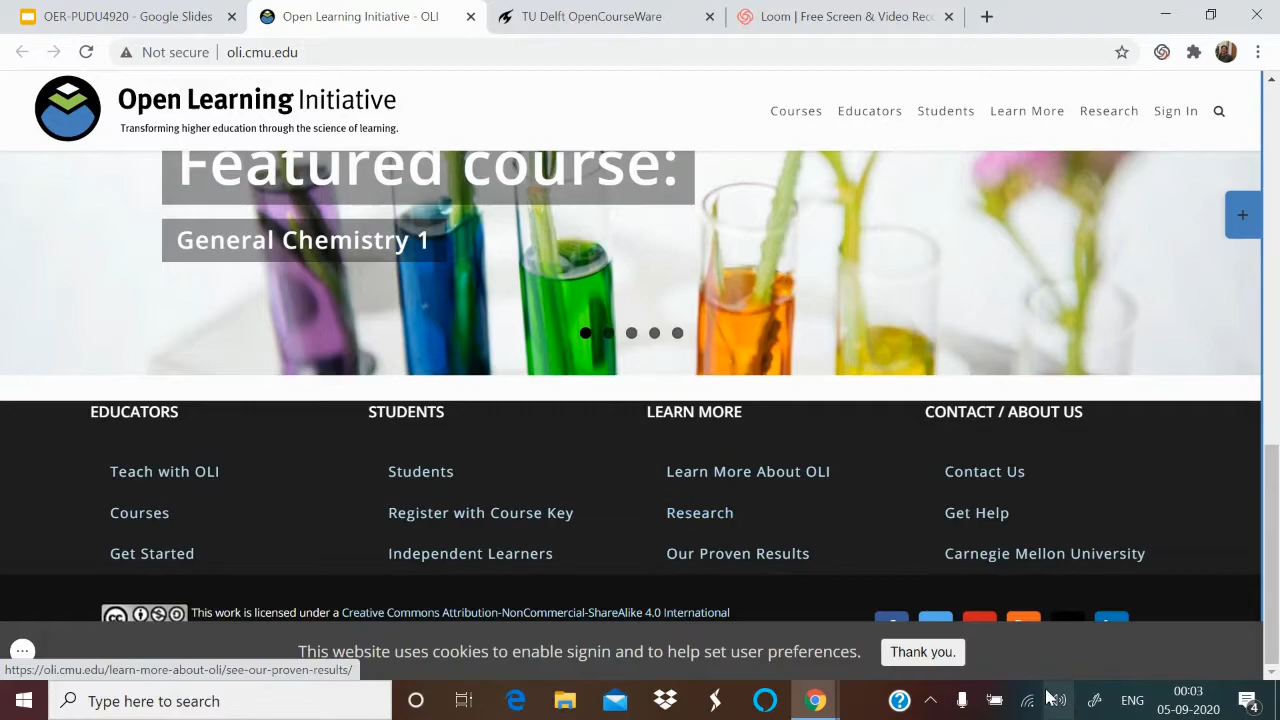 OER-PUDU4920 - Google Slides
Open Learning Initiative - OLI
TU Delft OpenCourseWare
Loom | Free Screen & Video Rec
Not secure
oli.cmu.edu
Open Learning Initiative
Transforming higher education through the science of learning.
Courses Educators Students Learn More Research Sign In
Featured course:
General Chemistry 1
EDUCATORS STUDENTS LEARN MORE CONTACT / ABOUT US
Teach with OLI Students Learn More About OLI Contact Us
Courses Register with Course Key Research Get Help
Get Started Independent Learners Our Proven Results Carnegie Mellon University
This work is licensed under a Creative Commons Attribution-NonCommercial-ShareAlike 4.0 International
This website uses cookies to enable signin and to help set user preferences. Thank you.
https://oli.cmu.edu/learn-more-about-oli/see-our-proven-results/
Type here to search
ENG
00:03
05-09-2020
4